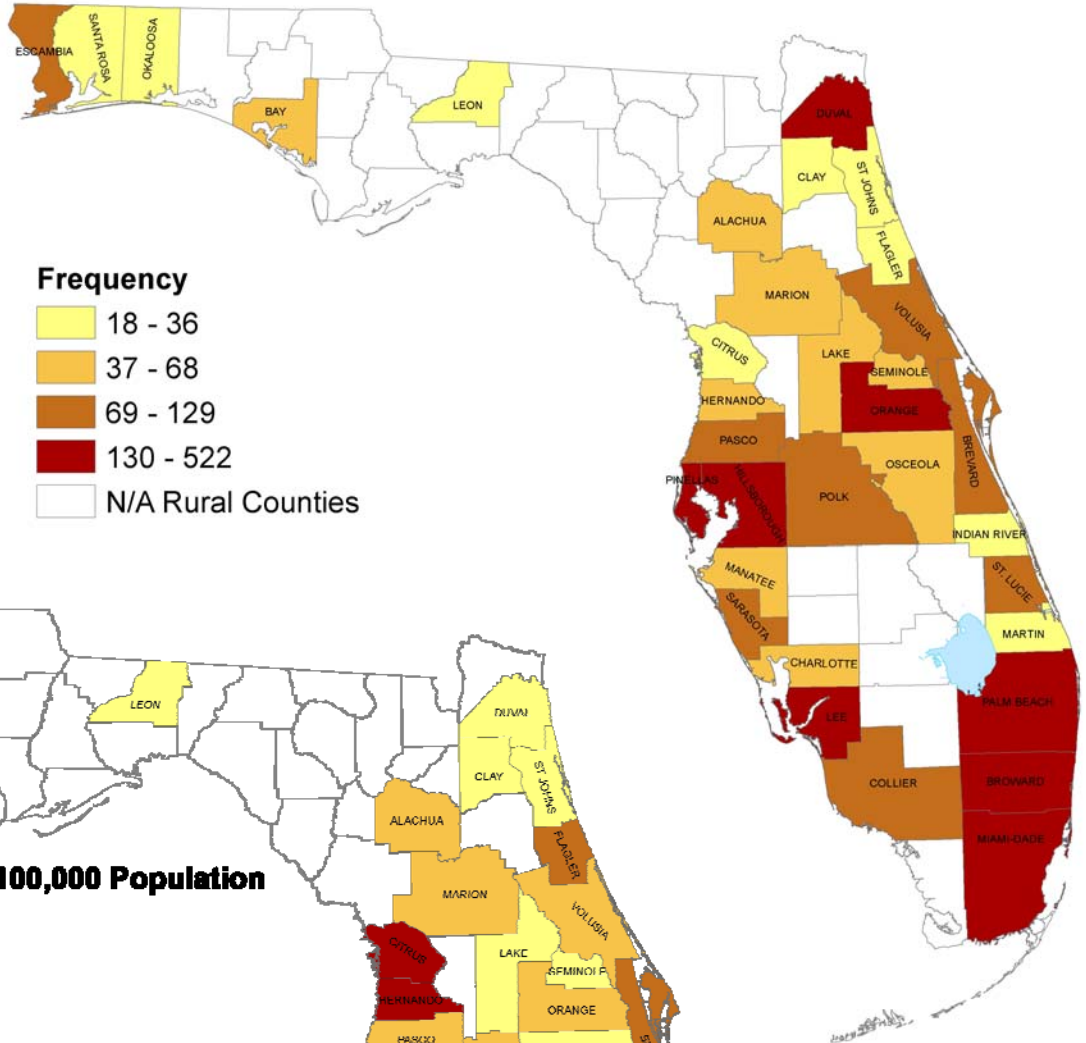 ESCAMBIA
SANTA ROSA
OKALOOSA
BAY
LEON
DUVAL
CLAY
ST JOHNS
ALACHUA
FLAGLER
MARION
VOLUSIA
CITRUS
LAKE
SEMINOLE
HERNANDO
ORANGE
PASCO
BREVARD
OSCEOLA
PINELLAS
HILLSBOROUGH
POLK
INDIAN RIVER
MANATEE
ST. LUCIE
SARASOTA
MARTIN
CHARLOTTE
LEE
PALM BEACH
COLLIER
BROWARD
MIAMI-DADE
Frequency
18 - 36
37 - 68
69 - 129
130 - 522
N/A Rural Counties
LEON
DUVAL
CLAY
ST JOHNS
ALACHUA
FLAGLER
100,000 Population
MARION
VOLUSIA
CITRUS
LAKE
SEMINOLE
HERNANDO
ORANGE
PASCO